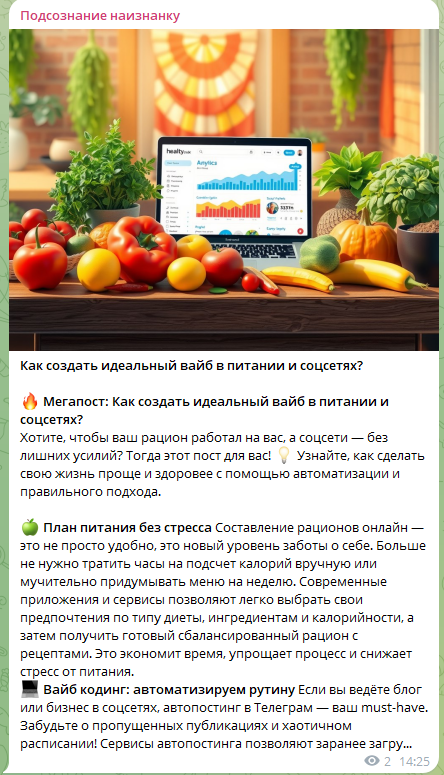 Подсознание наизнанку
healty
Anytics
Как создать идеальный вайб в питании и соцсетях?
🔥 Мегапост: Как создать идеальный вайб в питании и
соцсетях?
Хотите, чтобы ваш рацион работал на вас, а соцсети — без
лишних усилий? Тогда этот пост для вас! 💡 Узнайте, как сделать
свою жизнь проще и здоровее с помощью автоматизации и
правильного подхода.
🍏 План питания без стресса Составление рационов онлайн —
это не просто удобно, это новый уровень заботы о себе. Больше
не нужно тратить часы на подсчет калорий вручную или
мучительно придумывать меню на неделю. Современные
приложения и сервисы позволяют легко выбрать свои
предпочтения по типу диеты, ингредиентам и калорийности, а
затем получить готовый сбалансированный рацион с
рецептами. Это экономит время, упрощает процесс и снижает
стресс от питания.
💻 Вайб кодинг: автоматизируем рутину Если вы ведёте блог
или бизнес в соцсетях, автопостинг в Телеграм — ваш must-have.
Забудьте о пропущенных публикациях и хаотичном
расписании! Сервисы автопостинга позволяют заранее загру...
2 14:25